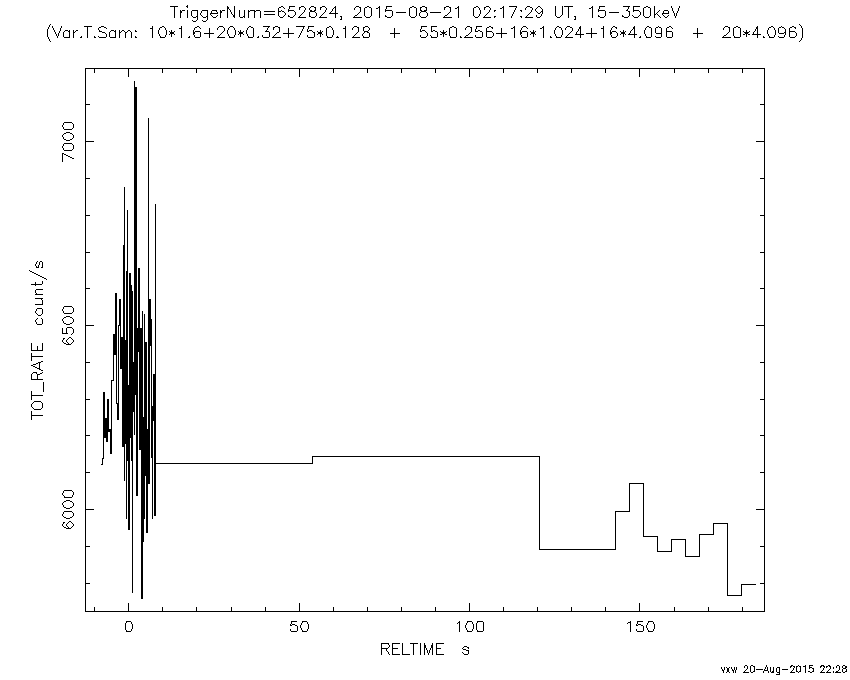 TriggerNum=652824, 2015-08-21 02:17:29 UT, 15-350keV
(Var.T.Sam: 10*1.6+20*0.32+75*0.128 + 55*0.256+16*1.024+16*4.096 + 20*4.096)
TOT_RATE count/s
7000
6500
6000
0 50 100 150
RELTIME s
vxw 20-Aug-2015 22:28